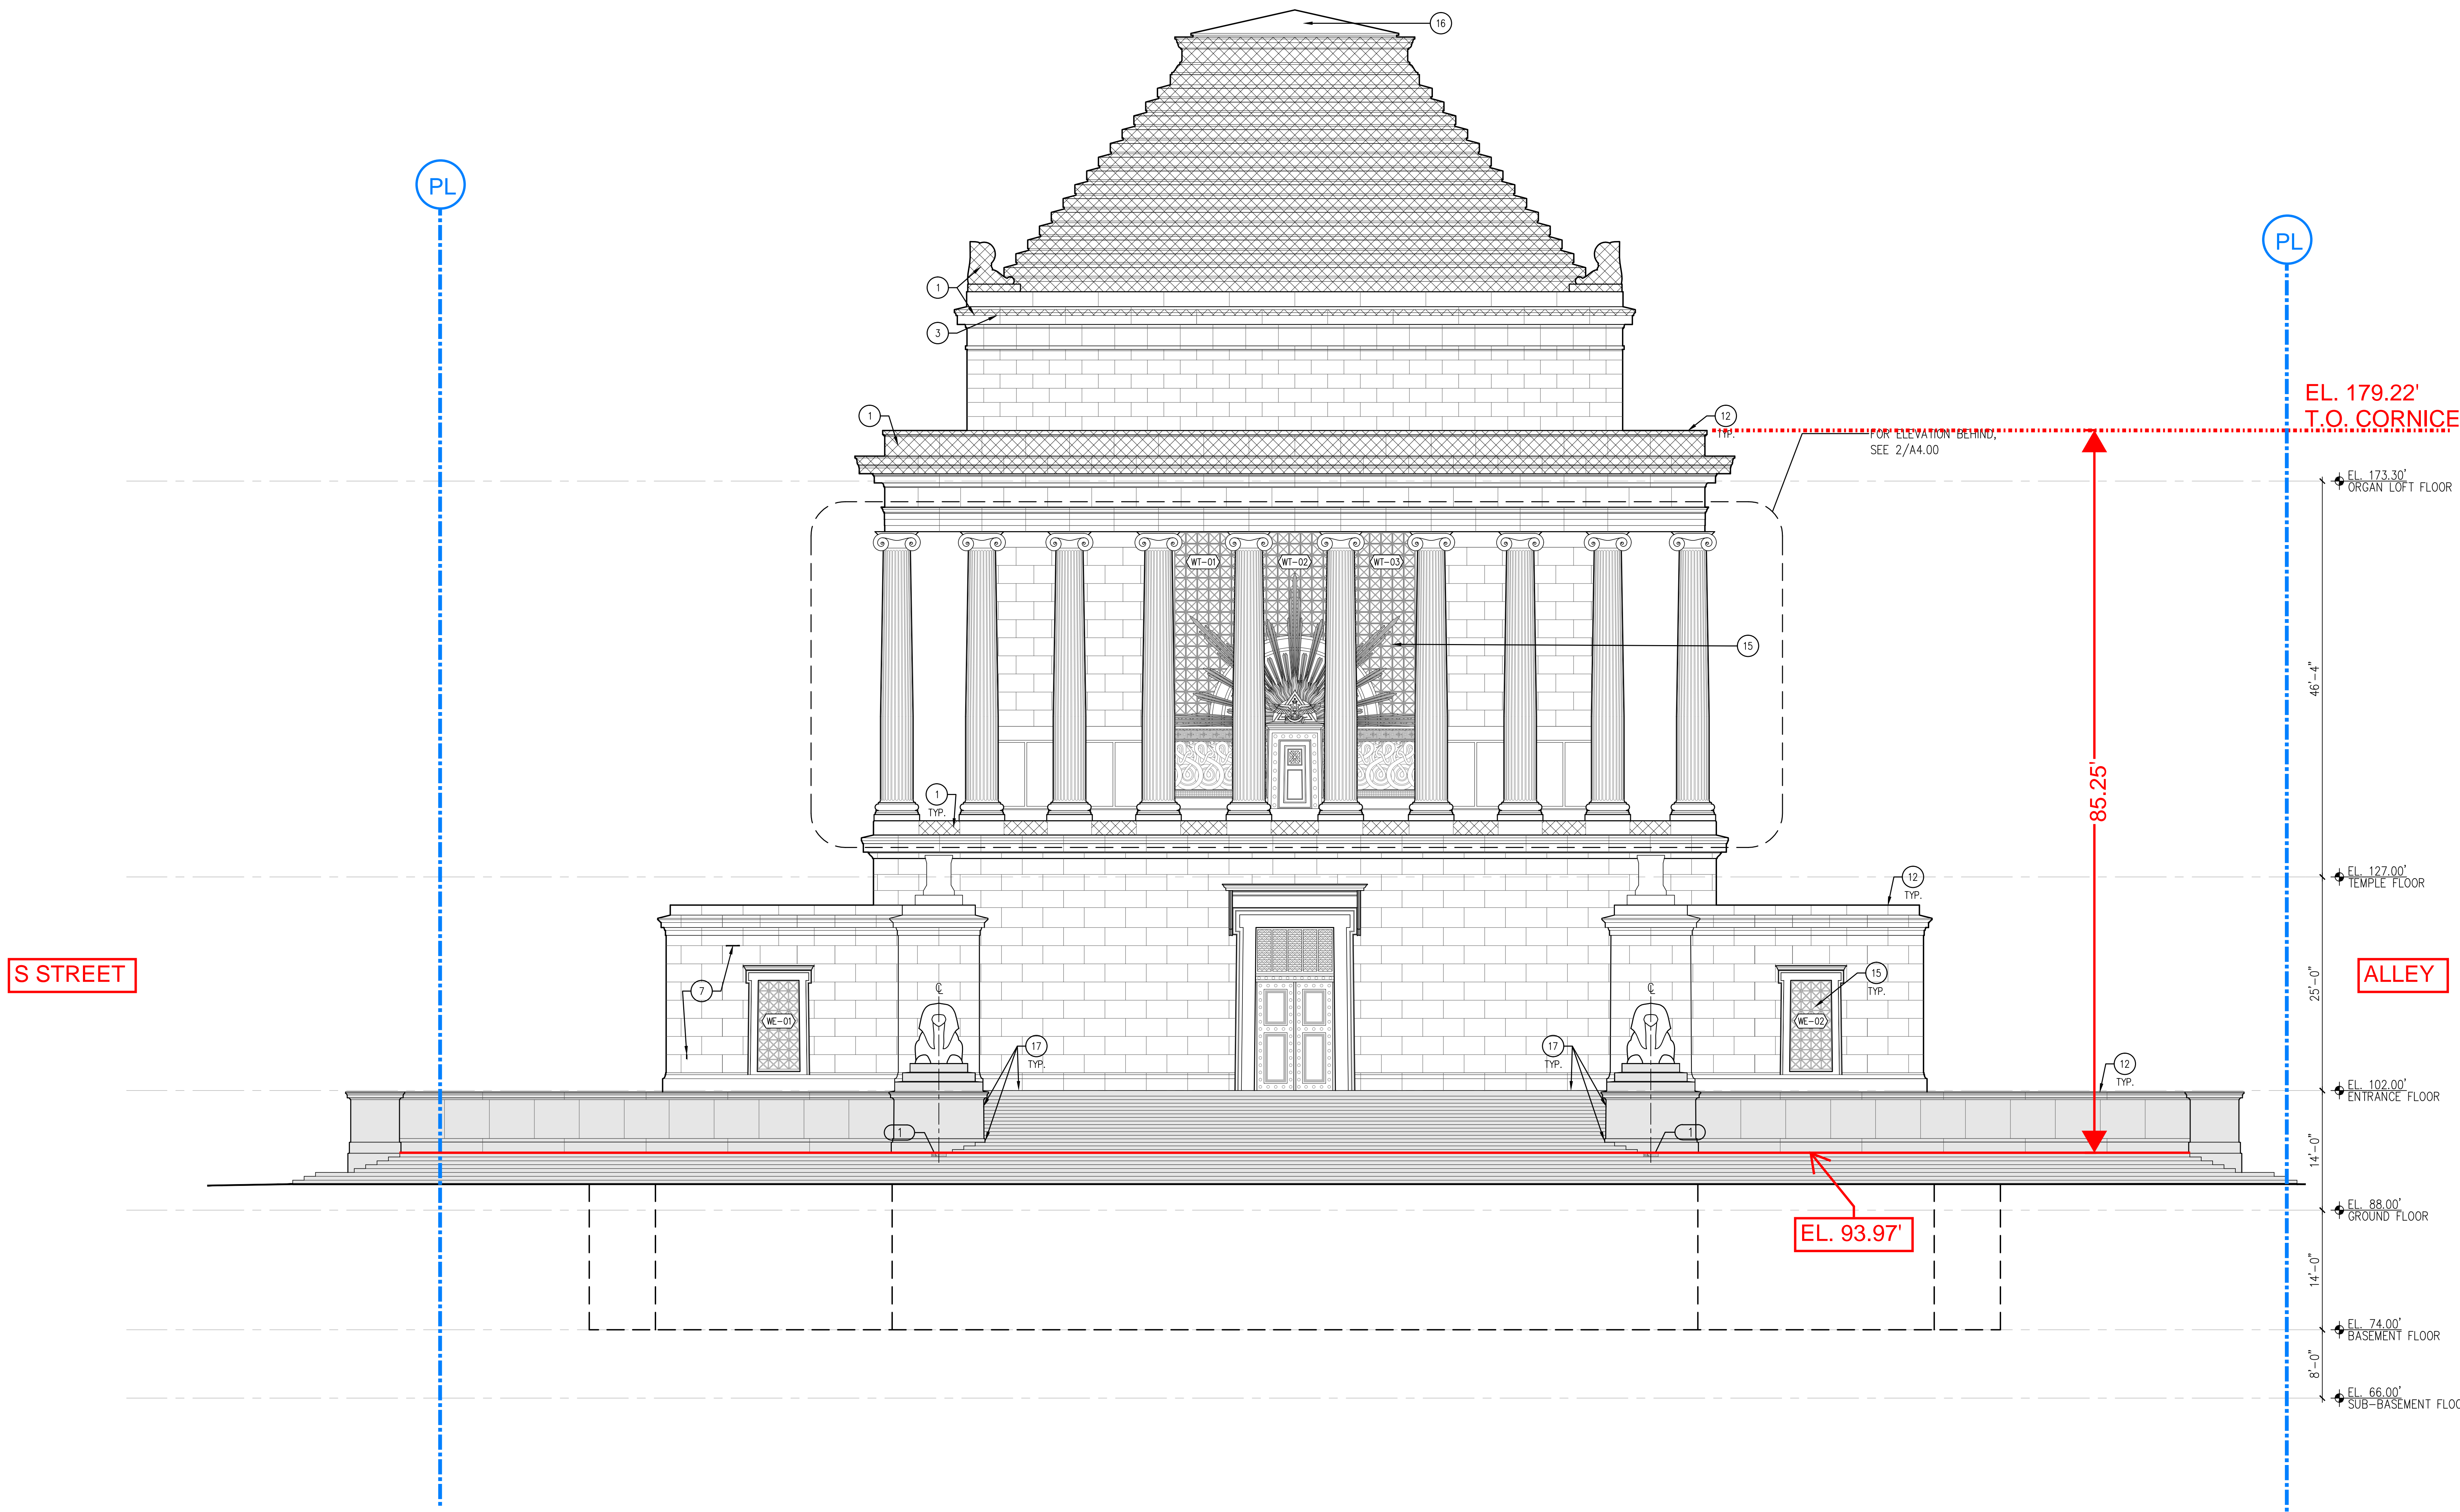 16
PL
PL
1
3
EL. 179.22'
T.O. CORNICE
1
12
TYP.
FOR ELEVATION BEHIND,
SEE 2/A4.00
EL. 173.30'
ORGAN LOFT FLOOR
WT-01
WT-02
WT-03
15
46'-4"
85.25'
1
TYP.
EL. 127.00'
TEMPLE FLOOR
12
TYP.
S STREET
ALLEY
7
15
TYP.
25'-0"
WE-01
WE-02
17
TYP.
17
TYP.
12
TYP.
EL. 102.00'
ENTRANCE FLOOR
1
1
14'-0"
EL. 88.00'
GROUND FLOOR
EL. 93.97'
14'-0"
EL. 74.00'
BASEMENT FLOOR
8'-0"
EL. 66.00'
SUB-BASEMENT